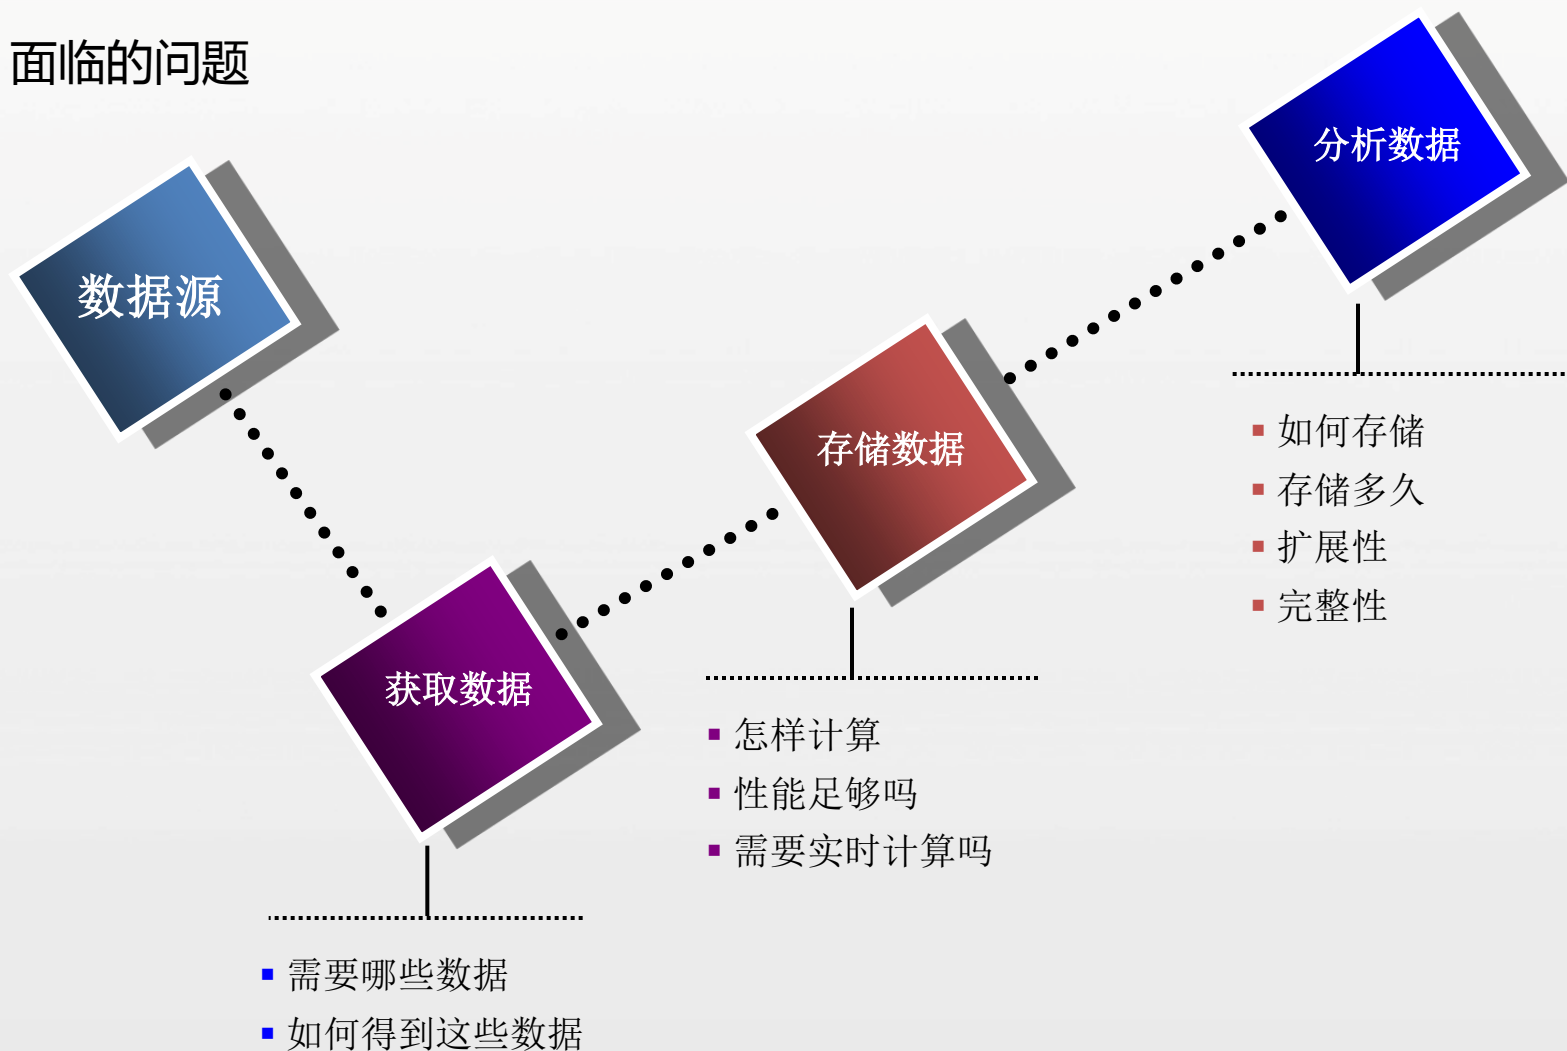 面临的问题
数据源
获取数据
需要哪些数据
如何得到这些数据
存储数据
怎样计算
性能足够吗
需要实时计算吗
分析数据
如何存储
存储多久
扩展性
完整性